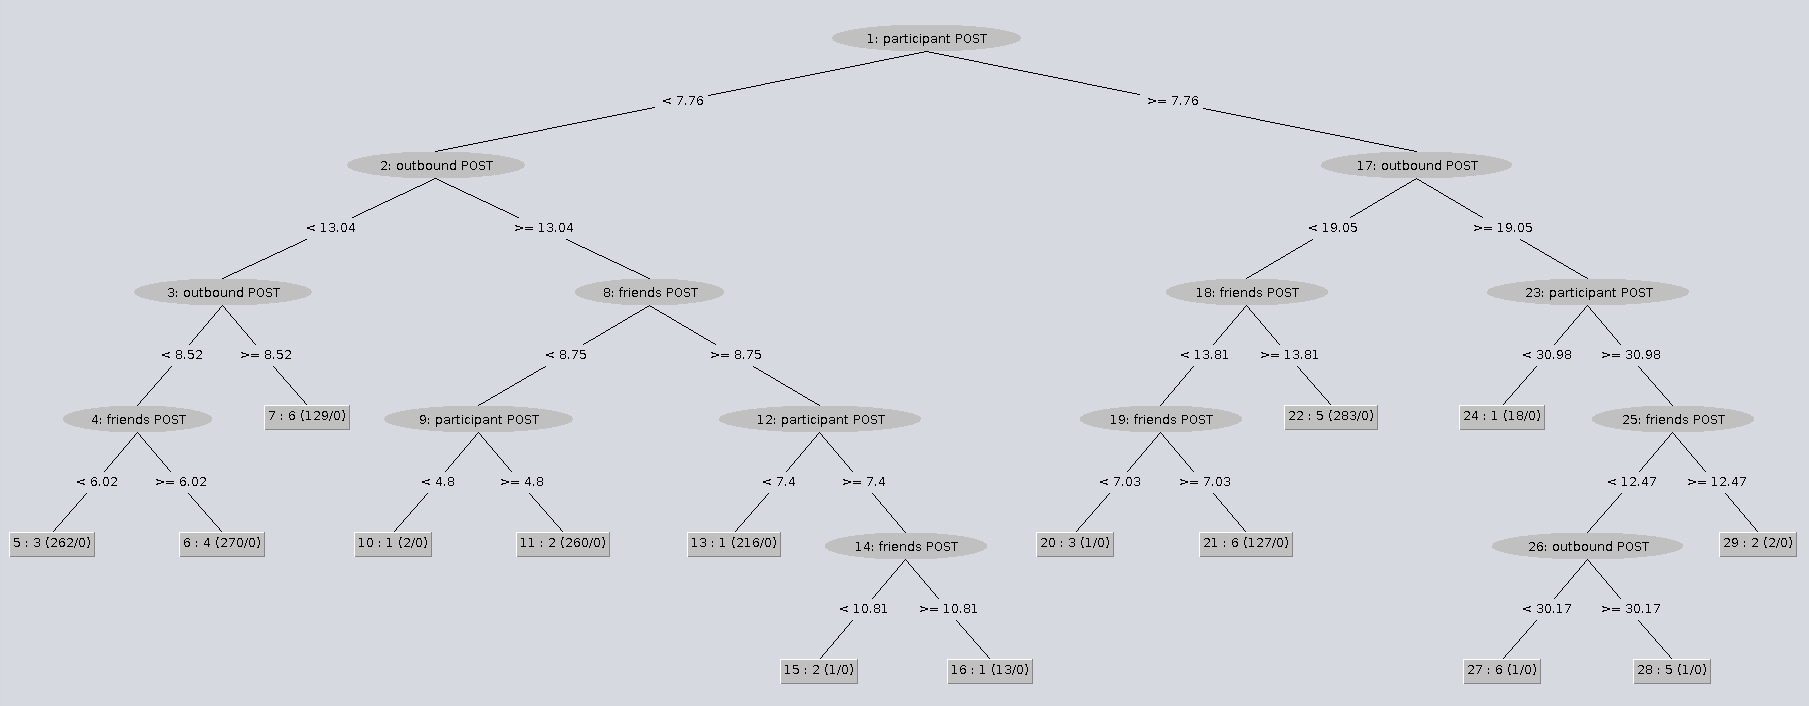 1: participant POST
< 7.76
>= 7.76
2: outbound POST
17: outbound POST
< 13.04
>= 13.04
< 19.05
>= 19.05
3: outbound POST
8: friends POST
18: friends POST
23: participant POST
< 8.52
>= 8.52
< 8.75
>= 8.75
< 13.81
>= 13.81
< 30.98
>= 30.98
4: friends POST
7 : 6 (129/0)
9: participant POST
12: participant POST
19: friends POST
22 : 5 (283/0)
24 : 1 (18/0)
25: friends POST
< 6.02
>= 6.02
< 4.8
>= 4.8
< 7.4
>= 7.4
< 7.03
>= 7.03
< 12.47
>= 12.47
5 : 3 (262/0)
6 : 4 (270/0)
10 : 1 (2/0)
11 : 2 (260/0)
13 : 1 (216/0)
14: friends POST
20 : 3 (1/0)
21 : 6 (127/0)
26: outbound POST
29 : 2 (2/0)
< 10.81
>= 10.81
< 30.17
>= 30.17
15 : 2 (1/0)
16 : 1 (13/0)
27 : 6 (1/0)
28 : 5 (1/0)